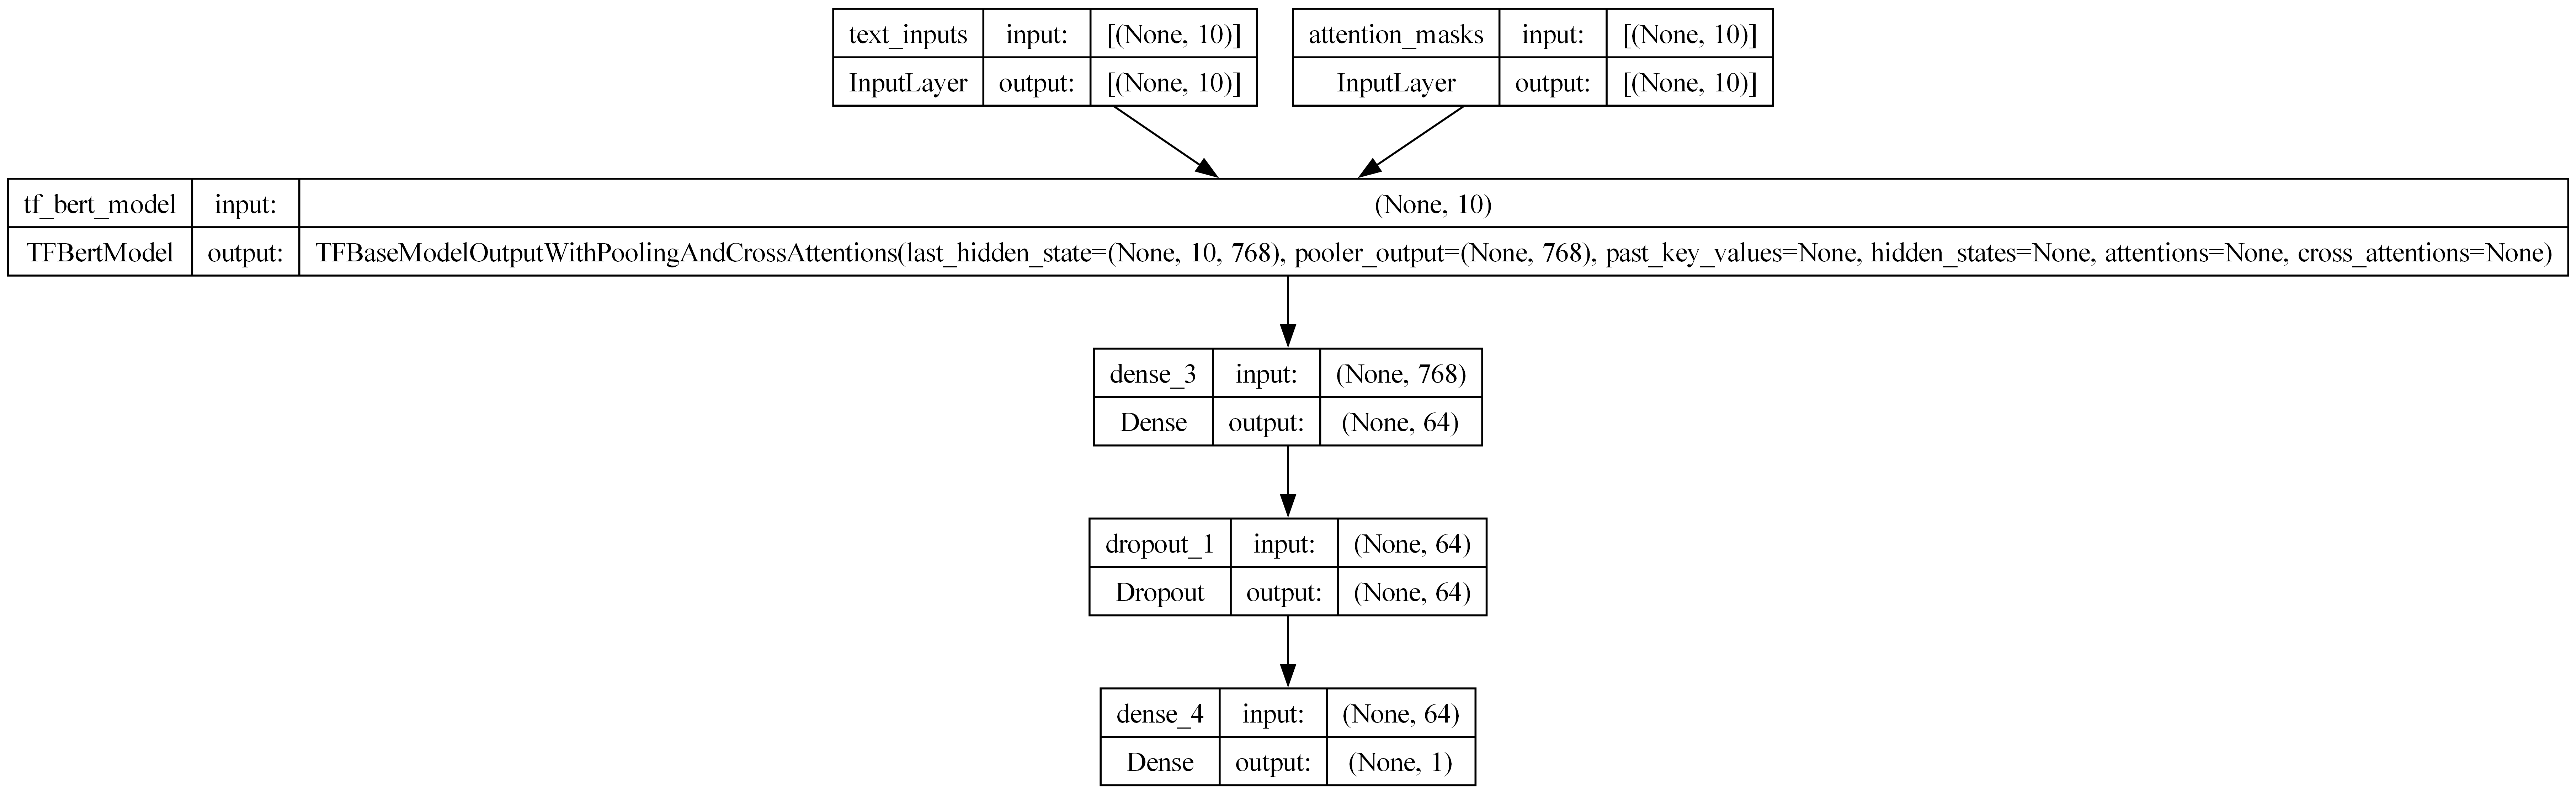 text_inputs input: [(None, 10)] attention_masks input: [(None, 10)]
InputLayer output: [(None, 10)] InputLayer output: [(None, 10)]
tf_bert_model input: (None, 10)
TFBertModel output: TFBaseModelOutputWithPoolingAndCrossAttentions(last_hidden_state=(None, 10, 768), pooler_output=(None, 768), past_key_values=None, hidden_states=None, attentions=None, cross_attentions=None)
dense_3 input: (None, 768)
Dense output: (None, 64)
dropout_1 input: (None, 64)
Dropout output: (None, 64)
dense_4 input: (None, 64)
Dense output: (None, 1)